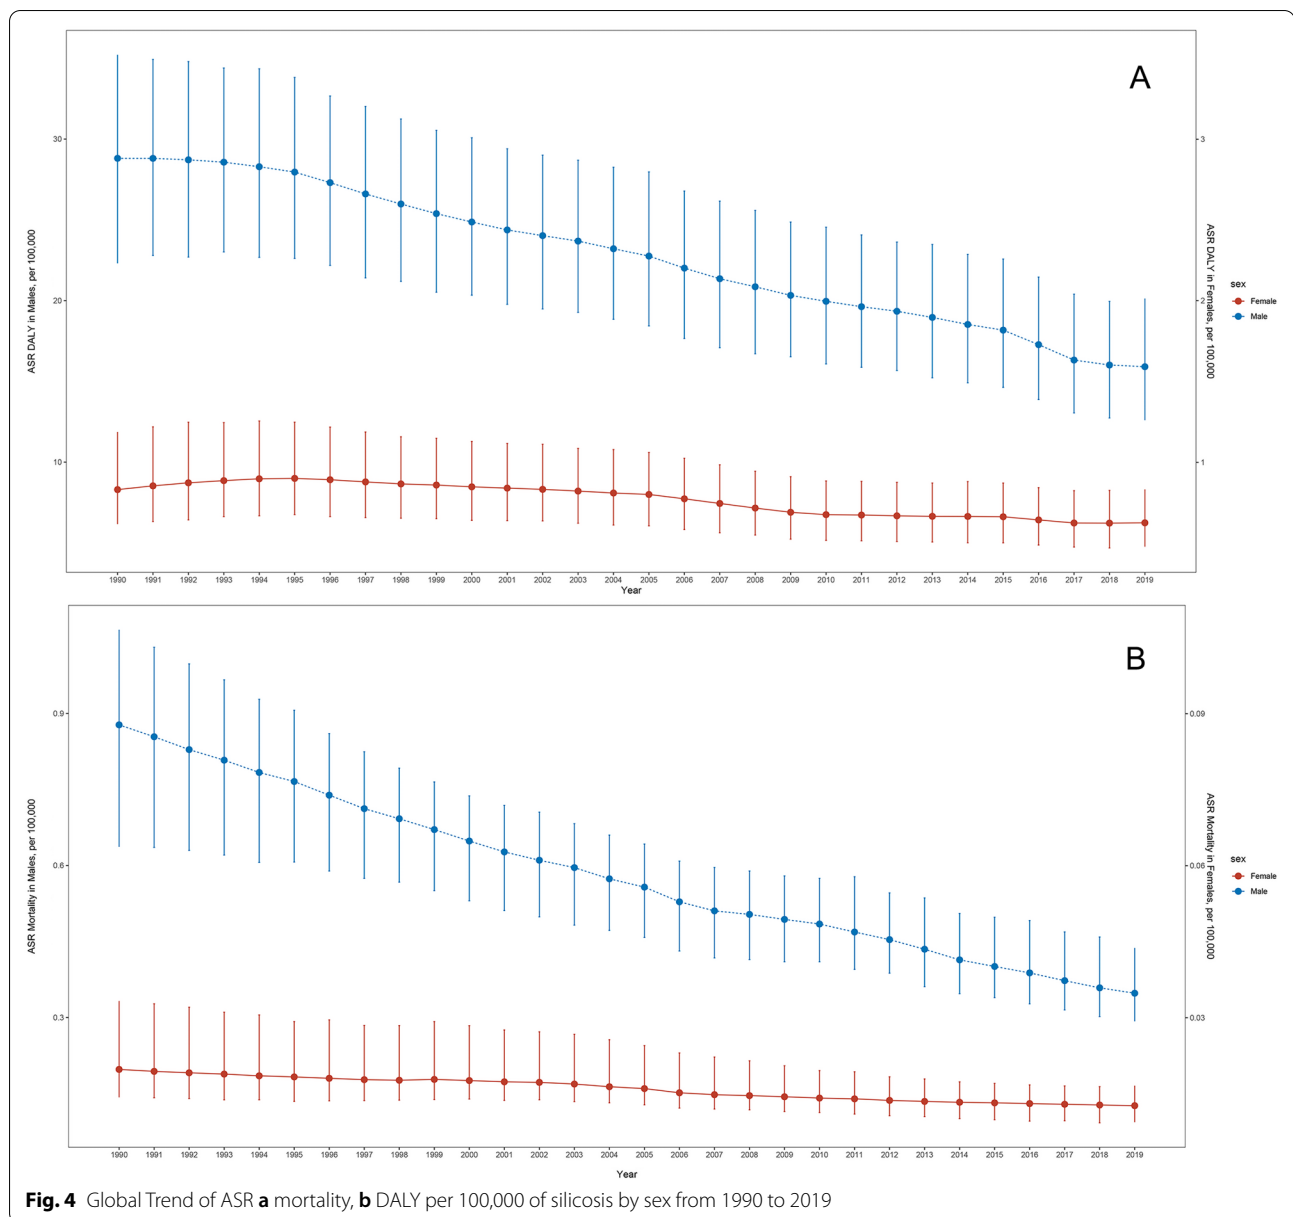 A
ASR DALY in Males, per 100,000
30
20
10
ASR DALY in Females, per 100,000
3
2
1
sex
Female
Male
1990 1991 1992 1993 1994 1995 1996 1997 1998 1999 2000 2001 2002 2003 2004 2005 2006 2007 2008 2009 2010 2011 2012 2013 2014 2015 2016 2017 2018 2019
Year
B
ASR Mortality in Males, per 100,000
0.9
0.6
0.3
ASR Mortality in Females, per 100,000
0.09
0.06
0.03
sex
Female
Male
1990 1991 1992 1993 1994 1995 1996 1997 1998 1999 2000 2001 2002 2003 2004 2005 2006 2007 2008 2009 2010 2011 2012 2013 2014 2015 2016 2017 2018 2019
Year
Fig. 4 Global Trend of ASR a mortality, b DALY per 100,000 of silicosis by sex from 1990 to 2019